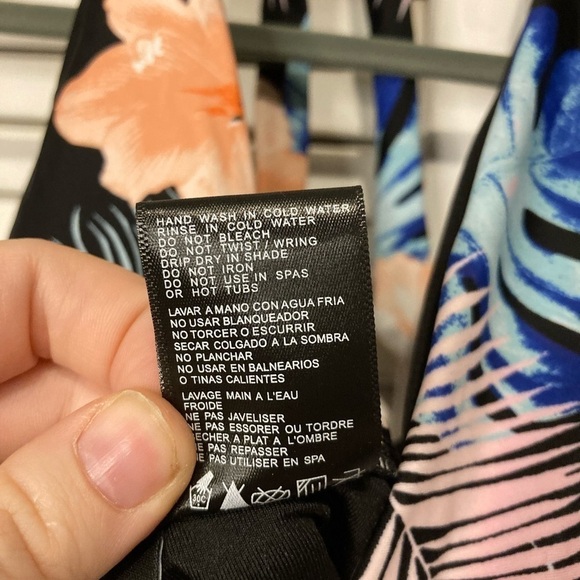 HAND WASH IN COLD WATER
RINSE IN COLD WATER
DO NOT BLEACH
DO NOT TWIST / WRING
DRIP DRY IN SHADE
DO NOT IRON
DO NOT USE IN SPAS
OR HOT TUBS
LAVAR A MANO CON AGUA FRIA
NO USAR BLANQUEADOR
NO TORCER O ESCURRIR
SECAR COLGADO A LA SOMBRA
NO PLANCHAR
NO USAR EN BALNEARIOS
O TINAS CALIENTES
LAVAGE MAIN A L'EAU
FROIDE
NE PAS JAVELISER
NE PAS ESSORER OU TORDRE
SECHER A PLAT A L'OMBRE
NE PAS REPASSER
NE PAS UTILISER EN SPA
30C